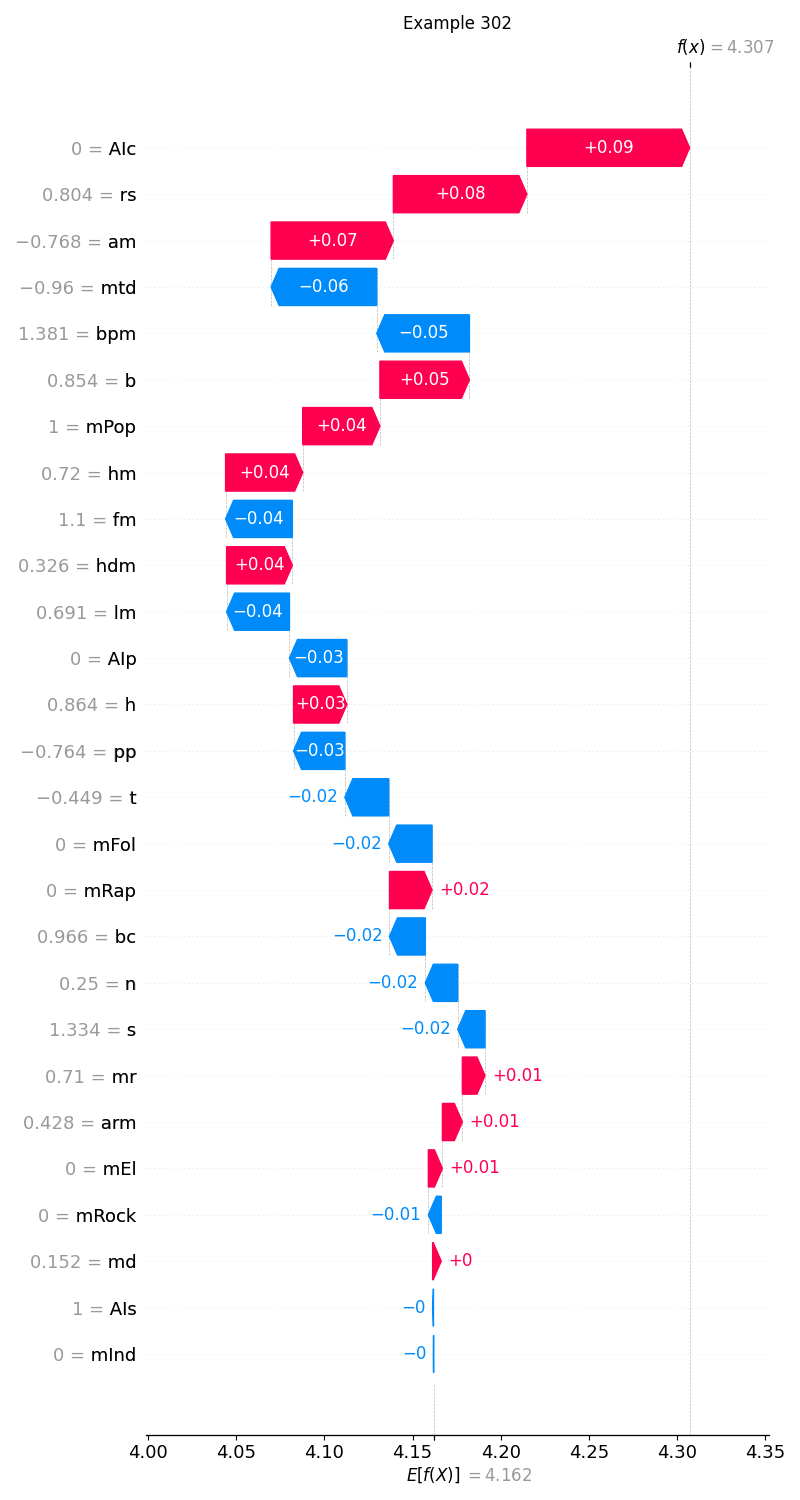 Example 302
f(x) = 4.307
0 = AIc
+0.09
0.804 = rs
+0.08
−0.768 = am
+0.07
−0.96 = mtd
−0.06
1.381 = bpm
−0.05
0.854 = b
+0.05
1 = mPop
+0.04
0.72 = hm
+0.04
1.1 = fm
−0.04
0.326 = hdm
+0.04
0.691 = lm
−0.04
0 = AIp
−0.03
0.864 = h
+0.03
−0.764 = pp
−0.03
−0.449 = t
−0.02
0 = mFol
−0.02
0 = mRap
+0.02
0.966 = bc
−0.02
0.25 = n
−0.02
1.334 = s
−0.02
0.71 = mr
+0.01
0.428 = arm
+0.01
0 = mEl
+0.01
0 = mRock
−0.01
0.152 = md
+0
1 = AIs
−0
0 = mInd
−0
4.00 4.05 4.10 4.15 4.20 4.25 4.30 4.35
E[f(X)] = 4.162